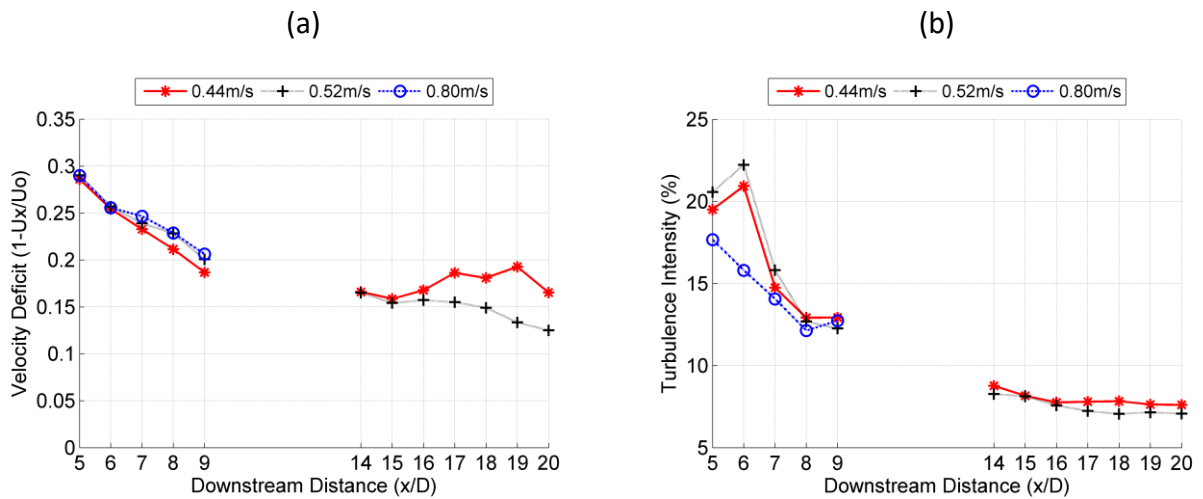 (a)
0.44m/s 0.52m/s 0.80m/s
0.35
0.3
0.25
0.2
0.15
0.1
0.05
0
Velocity Deficit (1-Ux/Uo)
5 6 7 8 9 14 15 16 17 18 19 20
Downstream Distance (x/D)
(b)
0.44m/s 0.52m/s 0.80m/s
25
20
15
10
5
Turbulence Intensity (%)
5 6 7 8 9 14 15 16 17 18 19 20
Downstream Distance (x/D)